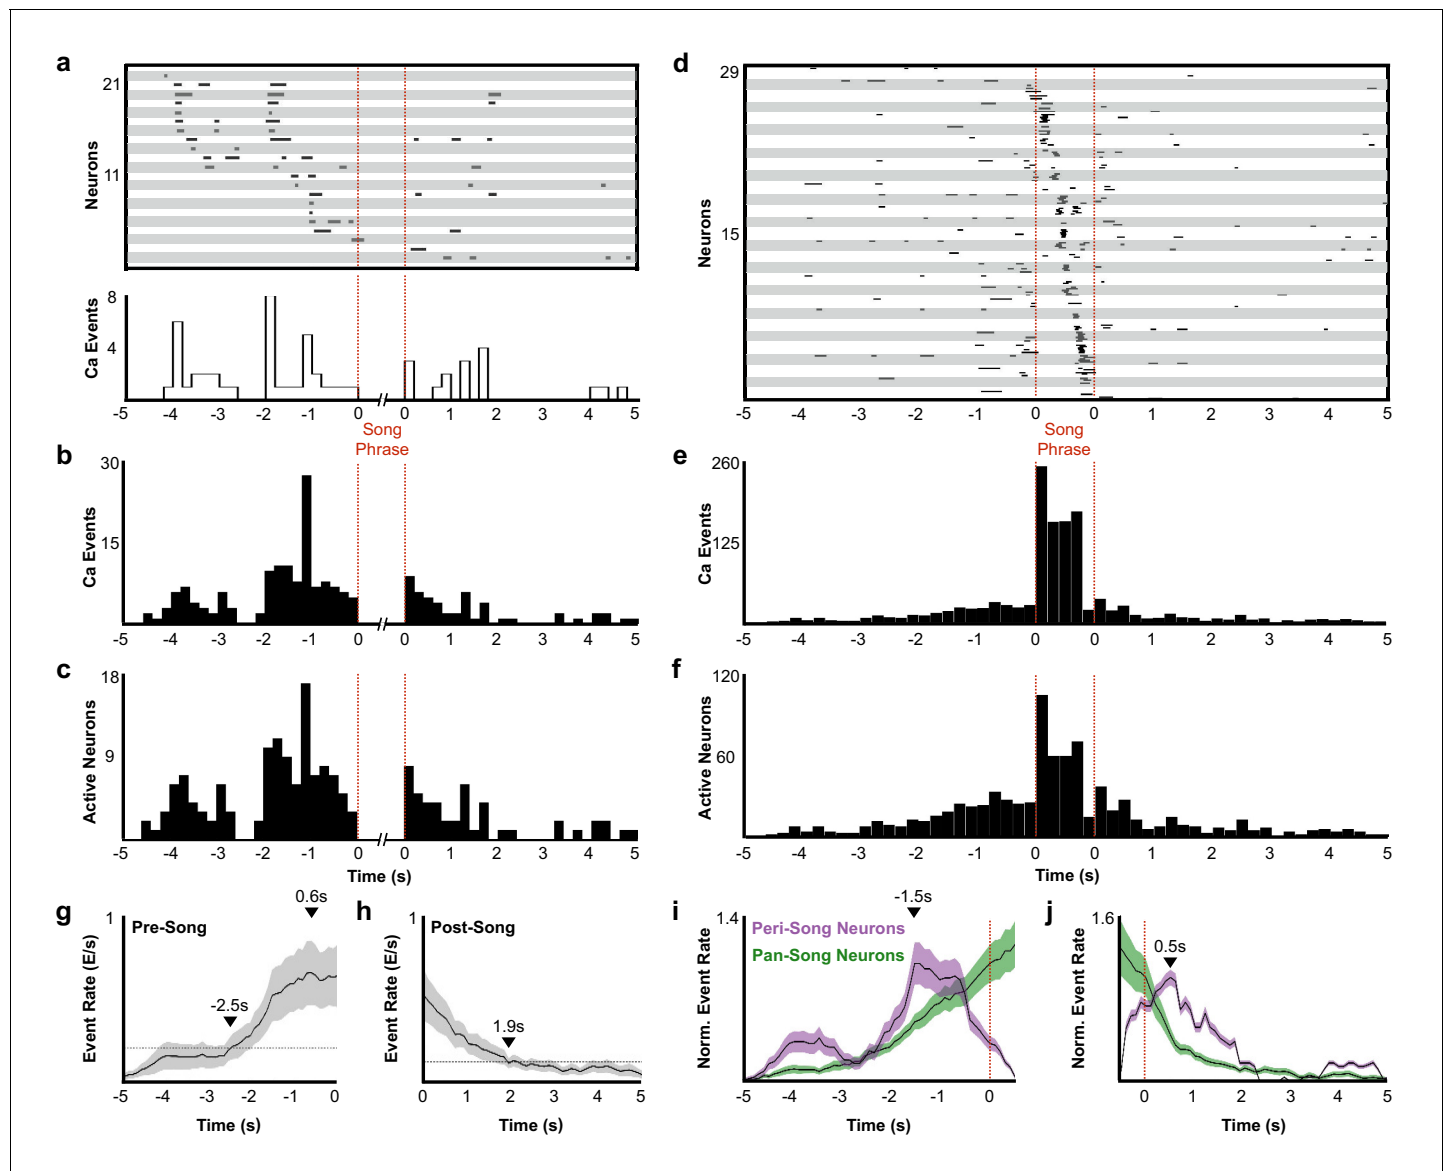 a
21
11
Neurons
8
4
Ca Events
-5 -4 -3 -2 -1 0 0 1 2 3 4 5
Song
Phrase
b
30
15
Ca Events
-5 -4 -3 -2 -1 0 0 1 2 3 4 5
c
18
9
Active Neurons
-5 -4 -3 -2 -1 0 0 1 2 3 4 5
Time (s)
d
29
15
Neurons
-5 -4 -3 -2 -1 0 0 1 2 3 4 5
Song
Phrase
e
260
125
Ca Events
-5 -4 -3 -2 -1 0 0 1 2 3 4 5
f
120
60
Active Neurons
-5 -4 -3 -2 -1 0 0 1 2 3 4 5
Time (s)
g
1
Pre-Song
0.6s
-2.5s
Event Rate (E/s)
-5 -4 -3 -2 -1 0
Time (s)
h
1
Post-Song
1.9s
Event Rate (E/s)
0 1 2 3 4 5
Time (s)
i
1.4
-1.5s
Peri-Song Neurons
Pan-Song Neurons
Norm. Event Rate
-5 -4 -3 -2 -1 0
Time (s)
j
1.6
0.5s
Norm. Event Rate
0 1 2 3 4 5
Time (s)